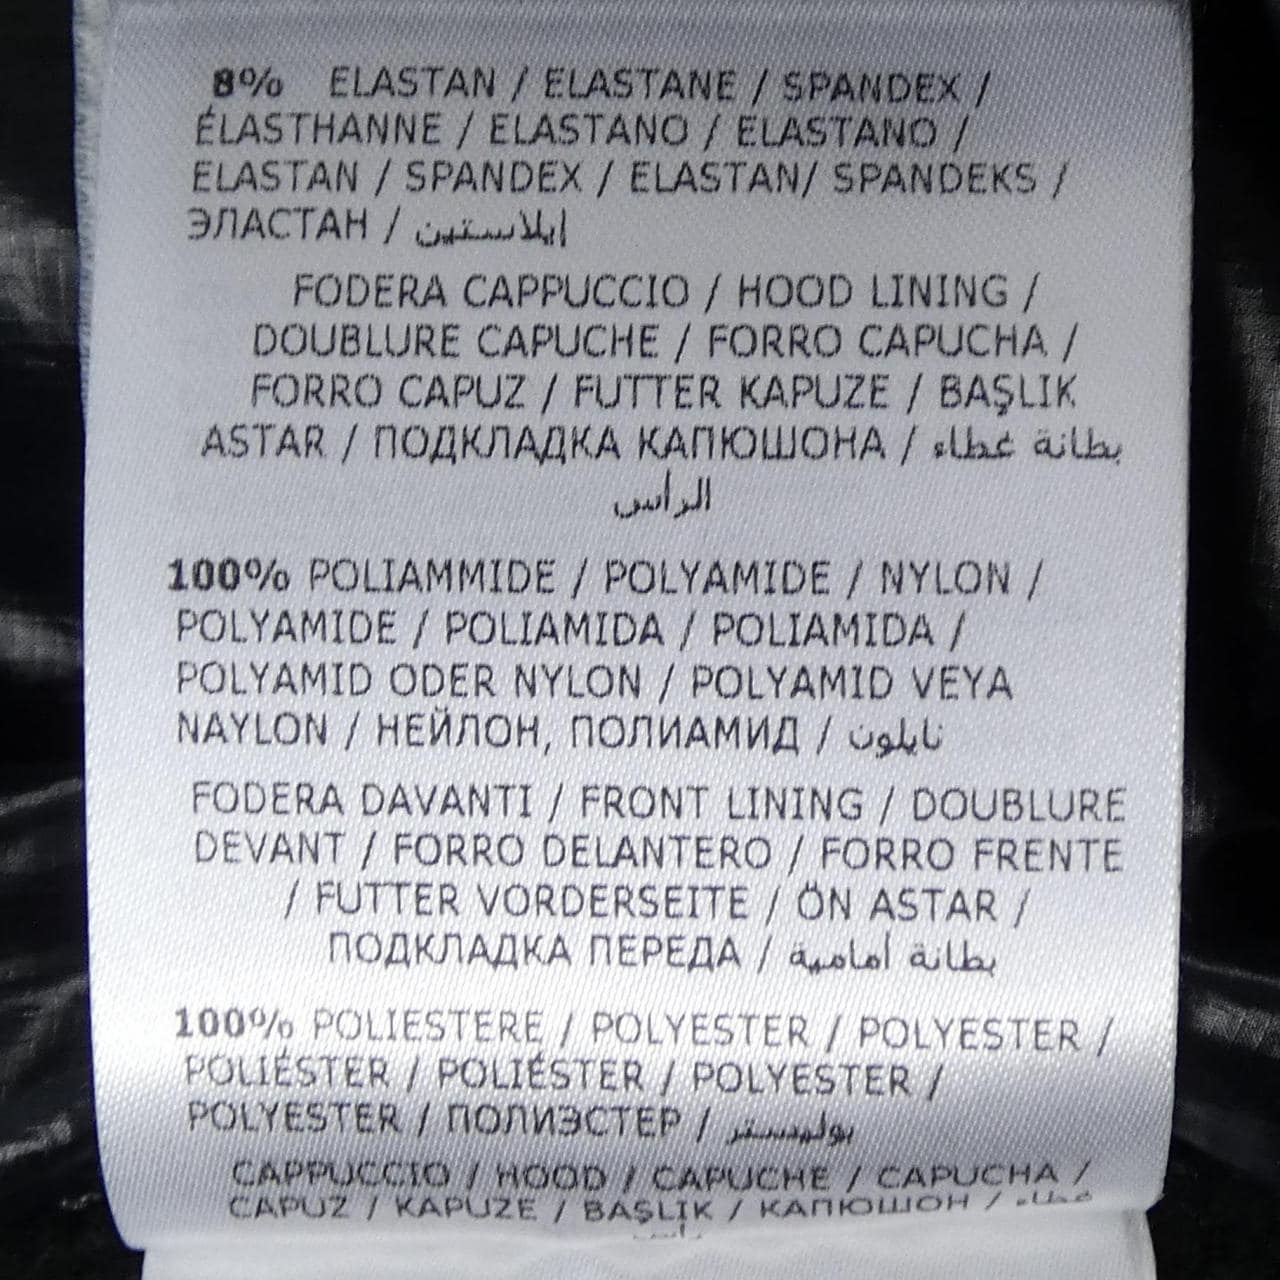 8% ELASTAN / ELASTANE / SPANDEX /
ÉLASTHANNE / ELASTANO / ELASTANO /
ELASTAN / SPANDEX / ELASTAN/ SPANDEKS /
ЭЛАСТАН / ايلاستين
FODERA CAPPUCCIO / HOOD LINING /
DOUBLURE CAPUCHE / FORRO CAPUCHA /
FORRO CAPUZ / FUTTER KAPUZE / BAŞLIK
ASTAR / ПОДКЛАДКА КАПЮШОНА / بطانة غطاء
الرأس
100% POLIAMMIDE / POLYAMIDE / NYLON /
POLYAMIDE / POLIAMIDA / POLIAMIDA /
POLYAMID ODER NYLON / POLYAMID VEYA
NAYLON / НЕЙЛОН, ПОЛИАМИД / نايلون
FODERA DAVANTI / FRONT LINING / DOUBLURE
DEVANT / FORRO DELANTERO / FORRO FRENTE
/ FUTTER VORDERSEITE / ÖN ASTAR /
ПОДКЛАДКА ПЕРЕДА / بطانة أمامية
100% POLIESTERE / POLYESTER / POLYESTER /
POLIÉSTER / POLIÉSTER / POLYESTER /
POLYESTER / ПОЛИЭСТЕР / بوليستر
CAPPUCCIO / HOOD / CAPUCHE / CAPUCHA /
CAPUZ / KAPUZE / BAŞLIK / КАПЮШОН / غطاء